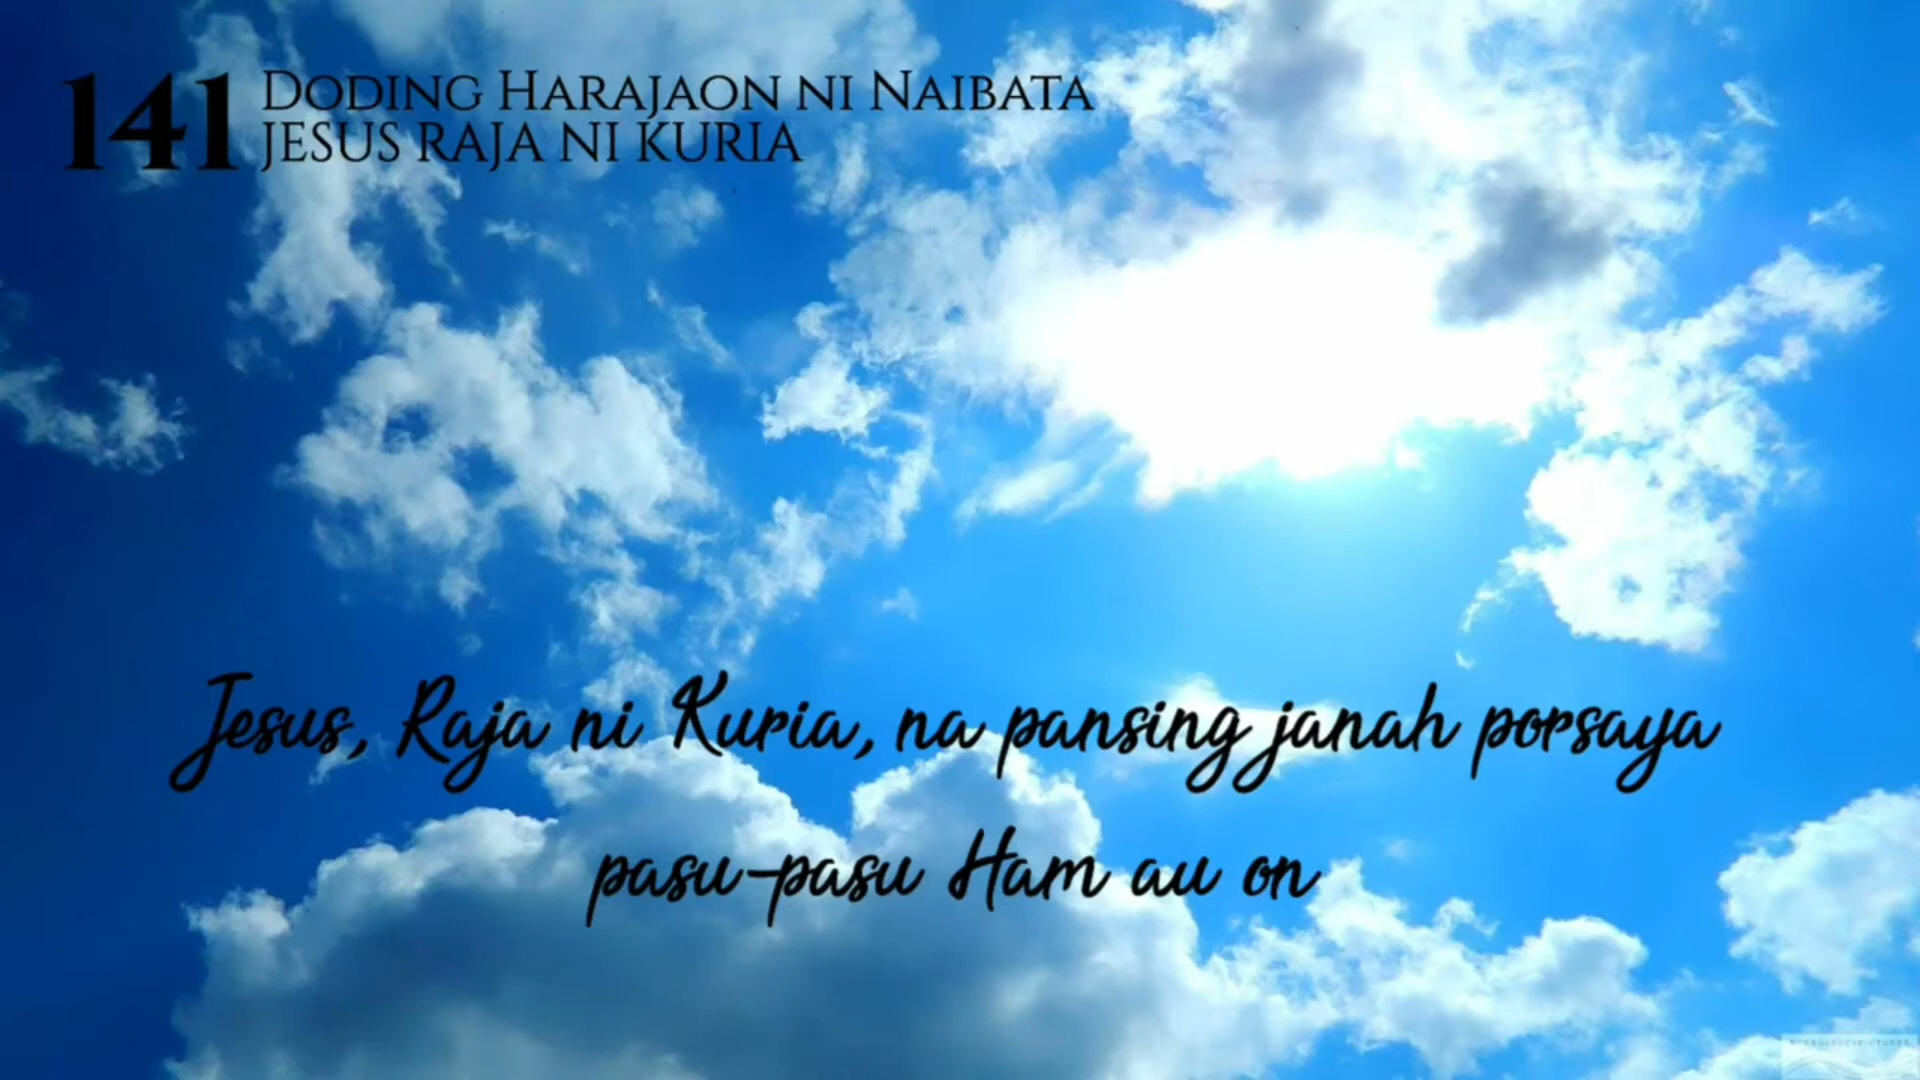 141 Doding Harajaon ni Naibata
JESUS RAJA NI KURIA
Jesus, Raja ni Kuria, na pansing janah porsaya
pasu-pasu Ham au on